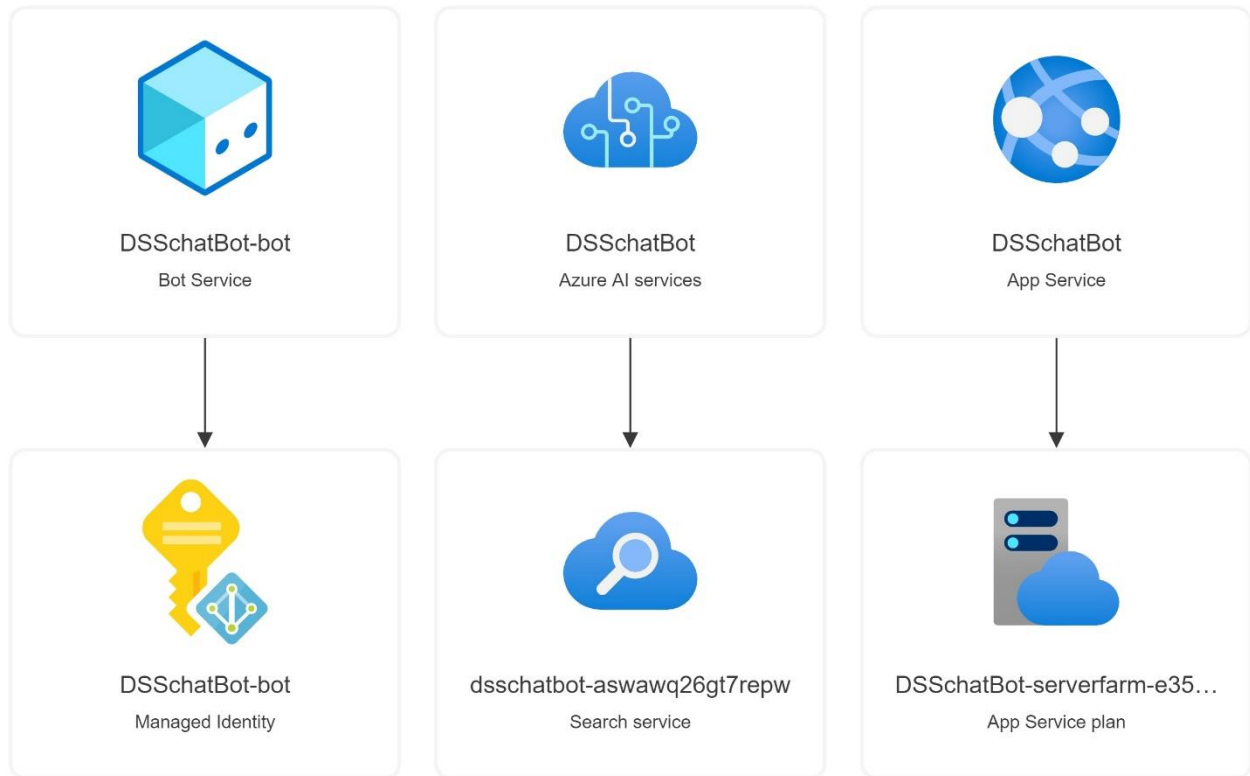 DSSchatBot-bot
Bot Service
DSSchatBot
Azure AI services
DSSchatBot
App Service
DSSchatBot-bot
Managed Identity
dsschatbot-aswawq26gt7repw
Search service
DSSchatBot-serverfarm-e35…
App Service plan